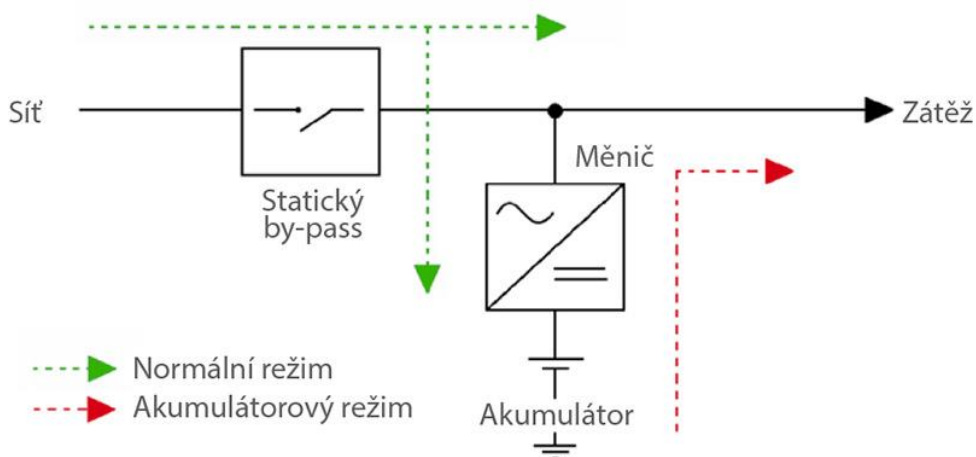 Síť
Zátěž
Měnič
Statický
by-pass
Normální režim
Akumulátorový režim
Akumulátor